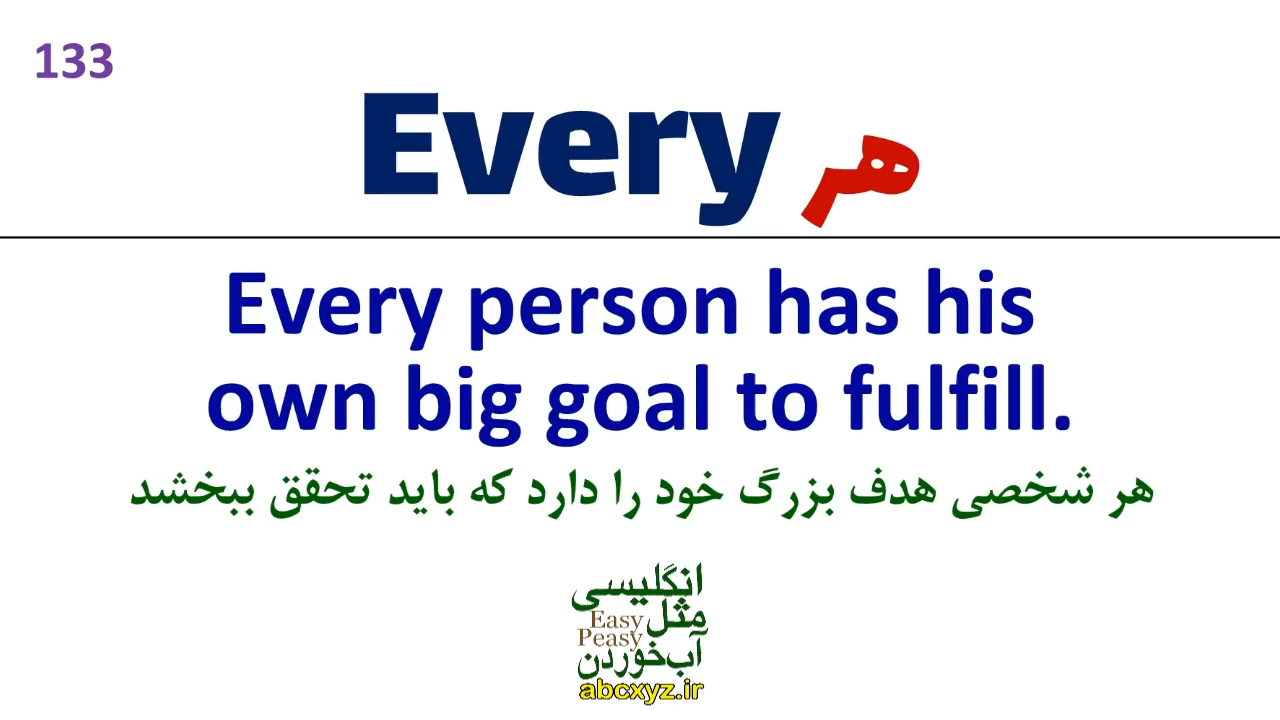 133
Every هر
Every person has his
own big goal to fulfill.
هر شخصی هدف بزرگ خود را دارد که باید تحقق ببخشد
انگلیسی
مثل Easy
Peasy
آب‌خوردن
abcxyz.ir